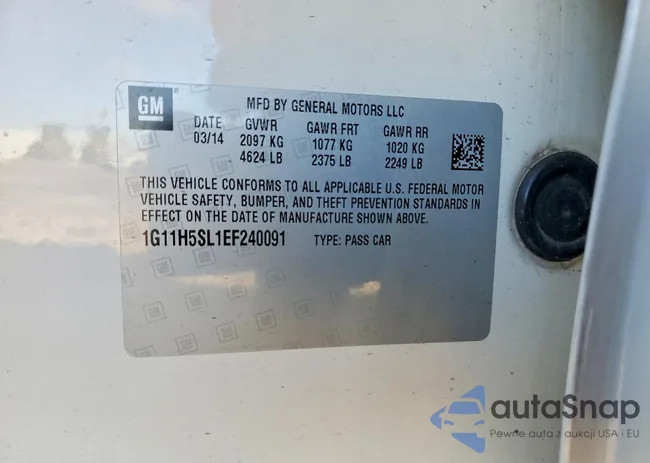 GM
MFD BY GENERAL MOTORS LLC
DATE GVWR GAWR FRT GAWR RR
03/14 2097 KG 1077 KG 1020 KG
4624 LB 2375 LB 2249 LB
THIS VEHICLE CONFORMS TO ALL APPLICABLE U.S. FEDERAL MOTOR
VEHICLE SAFETY, BUMPER, AND THEFT PREVENTION STANDARDS IN
EFFECT ON THE DATE OF MANUFACTURE SHOWN ABOVE.
1G11H5SL1EF240091 TYPE: PASS CAR
autaSnap
Pewne auta z aukcji USA i EU